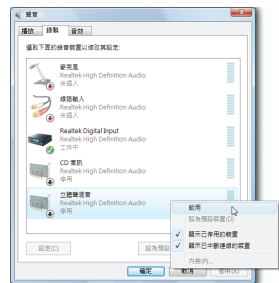 聲音
播放 錄製 音效
選取下面的錄音裝置以修改其設定:
麥克風
Realtek High Definition Audio
未插入
線路輸入
Realtek High Definition Audio
未插入
Realtek Digital Input
Realtek High Definition Audio
工作中
CD 音訊
Realtek High Definition Audio
停用
立體聲混音
Realtek High Definition Audio
停用
啟用
設為預設裝置(D)
顯示已停用的裝置
顯示已中斷連線的裝置
內容(P)...
設定(C)
設為預設
確定
取消
套用(A)